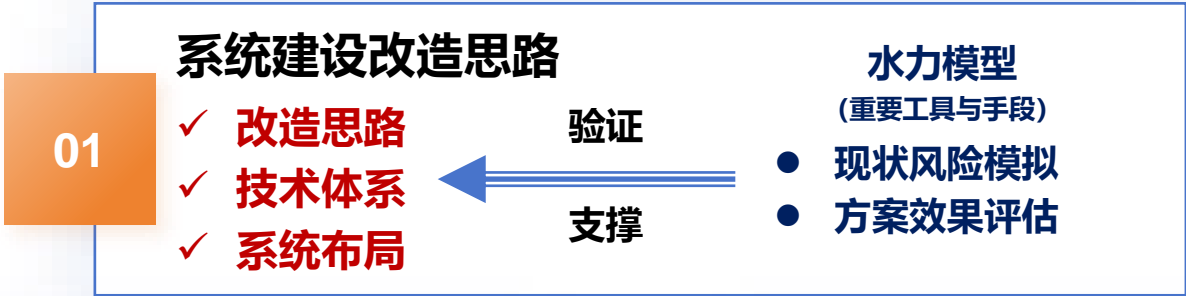 01
系统建设改造思路
✓ 改造思路
✓ 技术体系
✓ 系统布局
验证
支撑
水力模型
(重要工具与手段)
● 现状风险模拟
● 方案效果评估